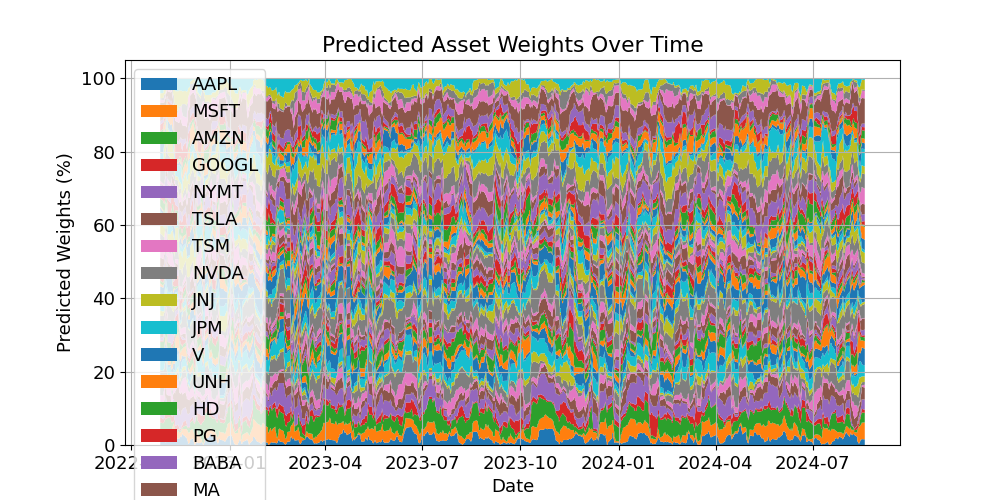 Predicted Asset Weights Over Time
Predicted Weights (%)
100
80
60
40
20
0
AAPL
MSFT
AMZN
GOOGL
NYMT
TSLA
TSM
NVDA
JNJ
JPM
V
UNH
HD
PG
BABA
MA
2023-04
2023-07
2023-10
2024-01
2024-04
2024-07
Date